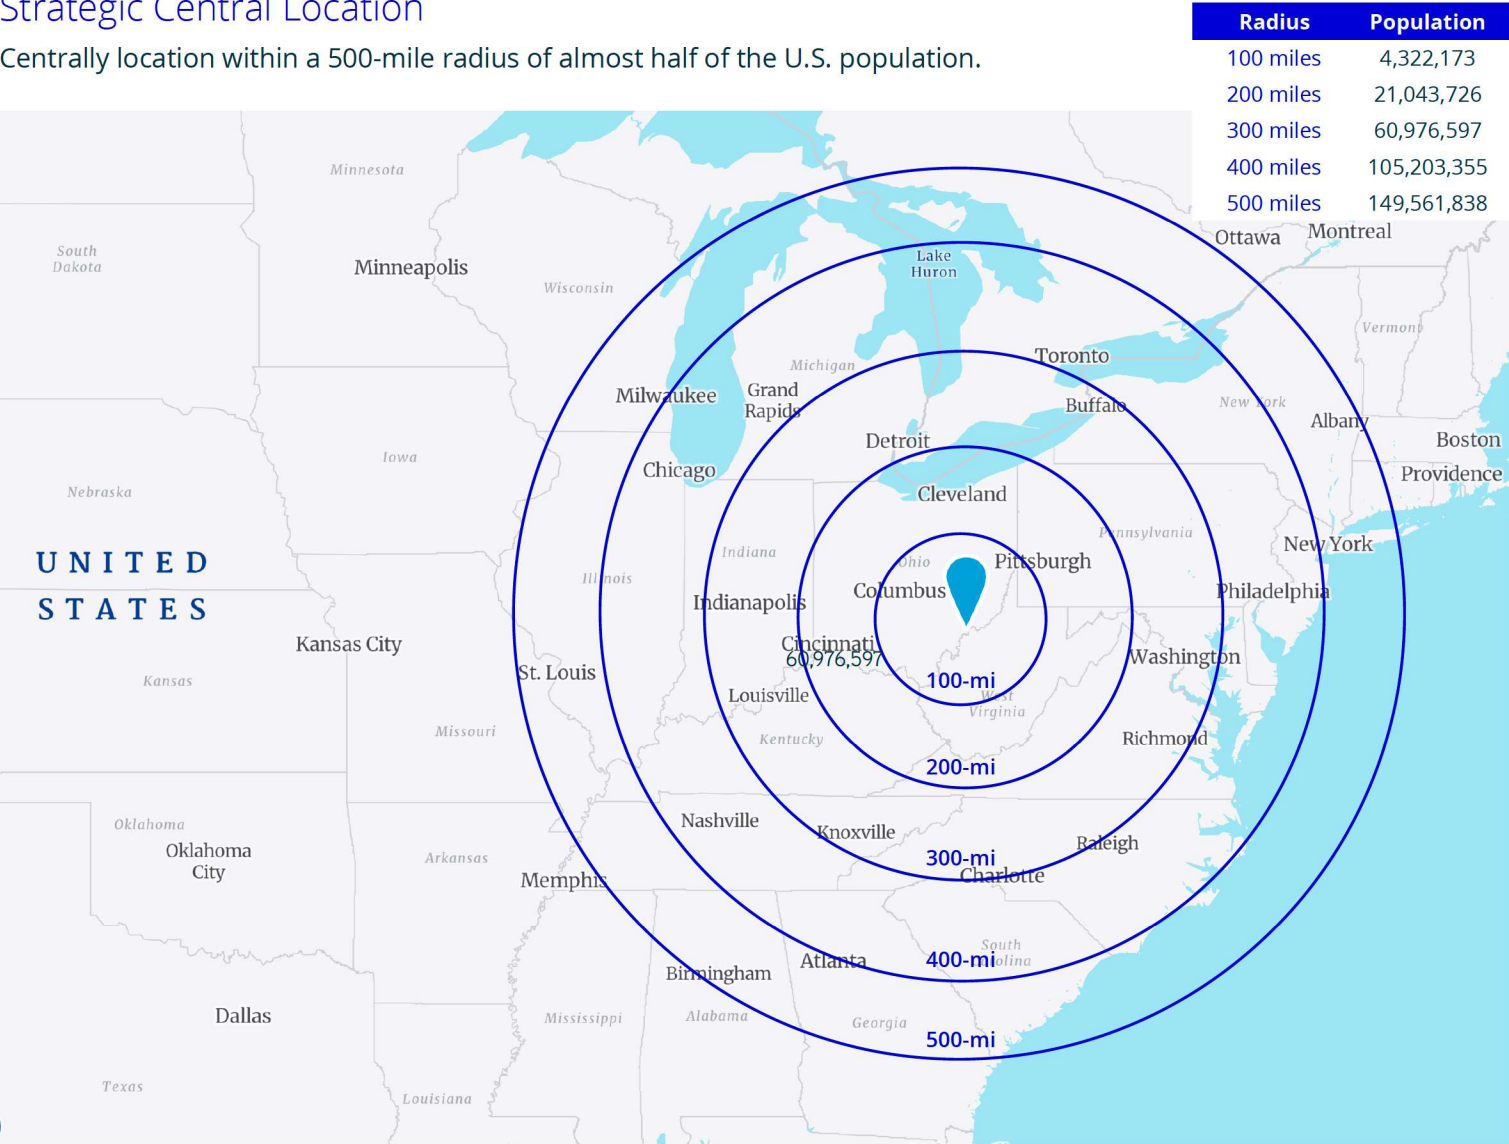 Strategic Central Location
Centrally location within a 500-mile radius of almost half of the U.S. population.
Radius Population
100 miles 4,322,173
200 miles 21,043,726
300 miles 60,976,597
400 miles 105,203,355
500 miles 149,561,838
Minnesota
Ottawa Montreal
South
Dakota
Minneapolis
Lake
Huron
Wisconsin
Vermont
Toronto
Michigan
Milwaukee
Grand
Rapids
Buffalo
New York
Albany
Detroit
Boston
Iowa
Chicago
Providence
Nebraska
Cleveland
Pennsylvania
New York
Indiana
Ohio
Pittsburgh
UNITED
STATES
Illinois
Columbus
Philadelphia
Indianapolis
Kansas City
Cincinnati
60,976,597
Washington
St. Louis
Kansas
100-mi
Louisville
West
Virginia
Missouri
Kentucky
Richmond
200-mi
Nashville
Oklahoma
Knoxville
Raleigh
Oklahoma
City
Arkansas
300-mi
Memphis
Charlotte
South
Carolina
400-mi
Atlanta
Birmingham
Dallas
Mississippi
Alabama
Georgia
500-mi
Texas
Louisiana